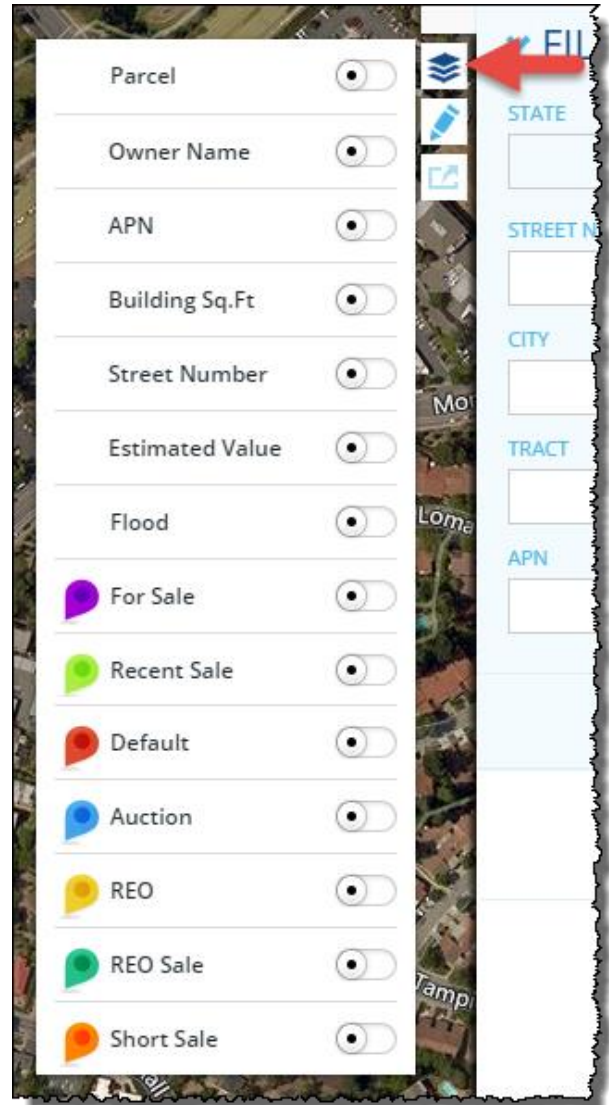 Parcel
Owner Name
APN
Building Sq.Ft
Street Number
Estimated Value
Flood
For Sale
Recent Sale
Default
Auction
REO
REO Sale
Short Sale
Loma
Tampi
STATE
STREET N
CITY
TRACT
APN